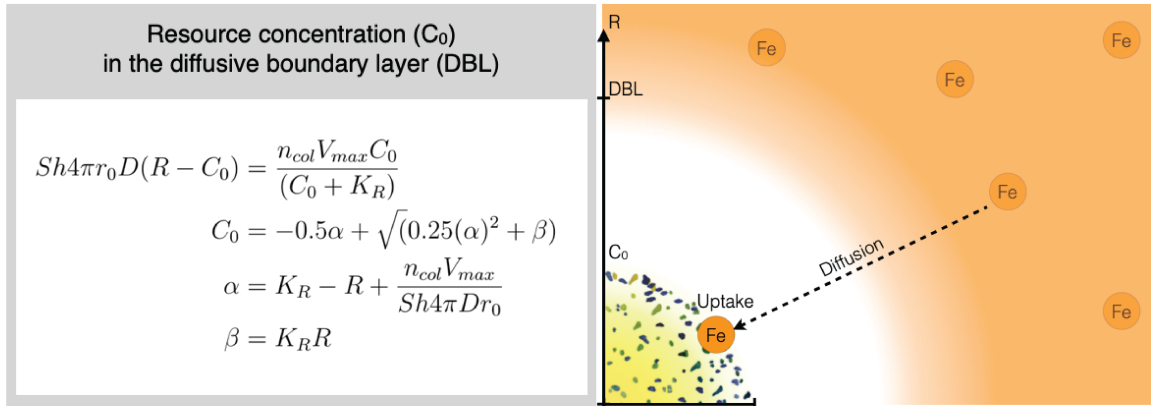 Resource concentration (C₀)
in the diffusive boundary layer (DBL)
Sh4πr₀D(R − C₀) = n_col V_max C₀ / (C₀ + K_R)
C₀ = −0.5α + √(0.25(α)² + β)
α = K_R − R + n_col V_max / Sh4πDr₀
β = K_R R
R
Fe
Fe
Fe
DBL
Fe
Diffusion
C₀
Uptake
Fe
Fe